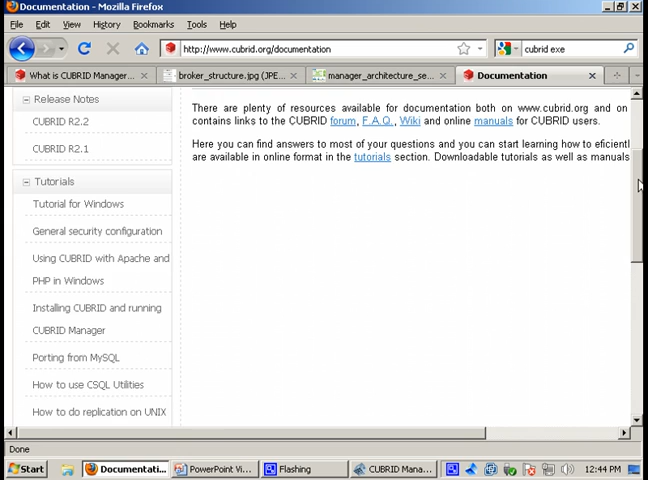 Documentation - Mozilla Firefox
File Edit View History Bookmarks Tools Help
http://www.cubrid.org/documentation
cubrid exe
What is CUBRID Manager...
broker_structure.jpg (JPE...
manager_architecture_se...
Documentation
Release Notes
CUBRID R2.2
CUBRID R2.1
Tutorials
Tutorial for Windows
General security configuration
Using CUBRID with Apache and
PHP in Windows
Installing CUBRID and running
CUBRID Manager
Porting from MySQL
How to use CSQL Utilities
How to do replication on UNIX
There are plenty of resources available for documentation both on www.cubrid.org and on
contains links to the CUBRID forum, F.A.Q., Wiki and online manuals for CUBRID users.
Here you can find answers to most of your questions and you can start learning how to eficientl
are available in online format in the tutorials section. Downloadable tutorials as well as manuals
Done
Start
Documentati...
PowerPoint Vi...
Flashing
CUBRID Mana...
12:44 PM